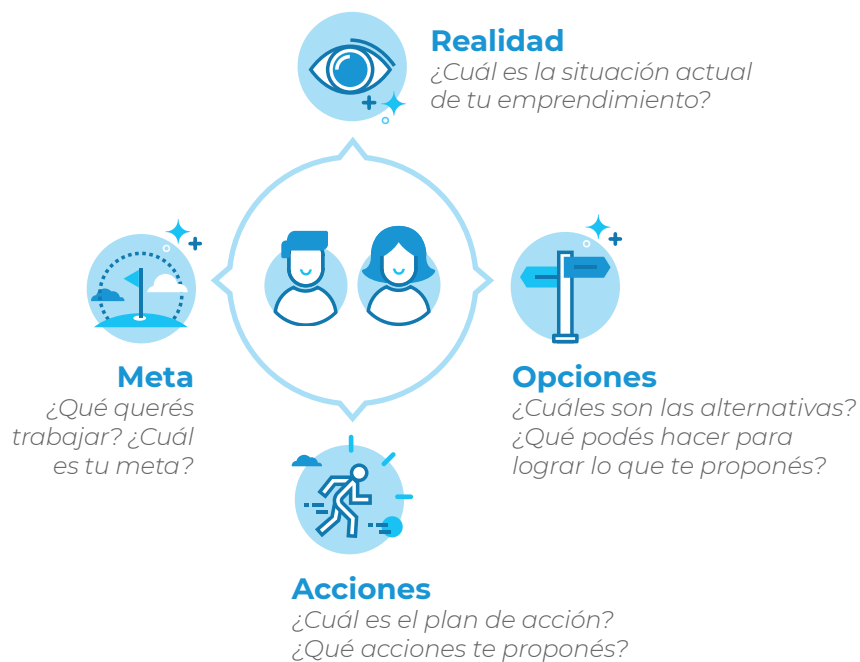 Realidad
¿Cuál es la situación actual
de tu emprendimiento?
Meta
¿Qué querés
trabajar? ¿Cuál
es tu meta?
Opciones
¿Cuáles son las alternativas?
¿Qué podés hacer para
lograr lo que te proponés?
Acciones
¿Cuál es el plan de acción?
¿Qué acciones te proponés?